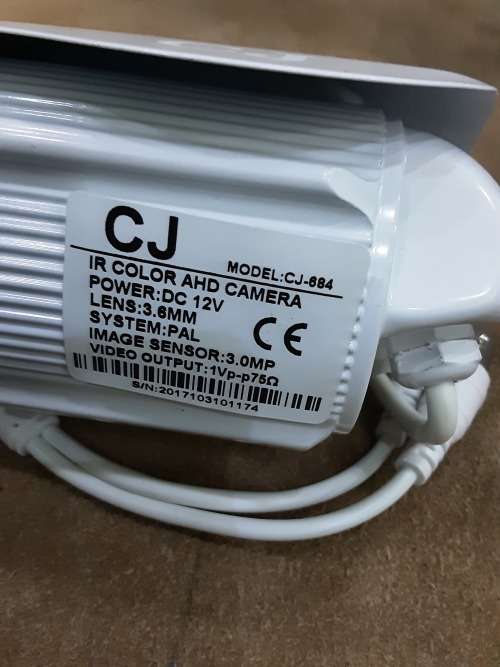 CJ
MODEL:CJ-684
IR COLOR AHD CAMERA
POWER:DC 12V
LENS:3.6MM
SYSTEM:PAL
IMAGE SENSOR:3.0MP
VIDEO OUTPUT:1Vp-p75Ω
CE
S/N:2017103101174